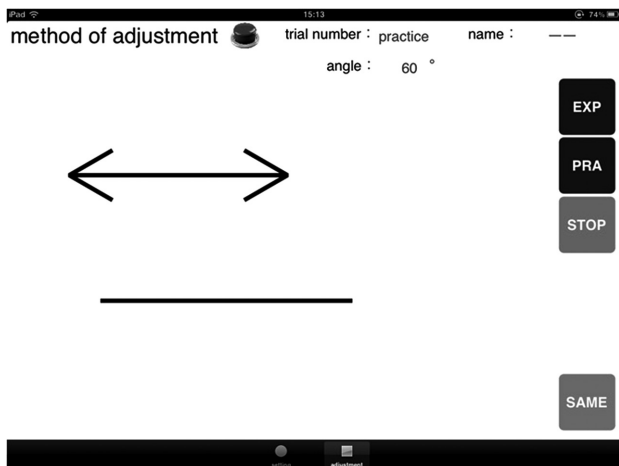 iPad 15:13 74%
method of adjustment trial number : practice name : ——
angle : 60 °
EXP
PRA
STOP
SAME
setting adjustment